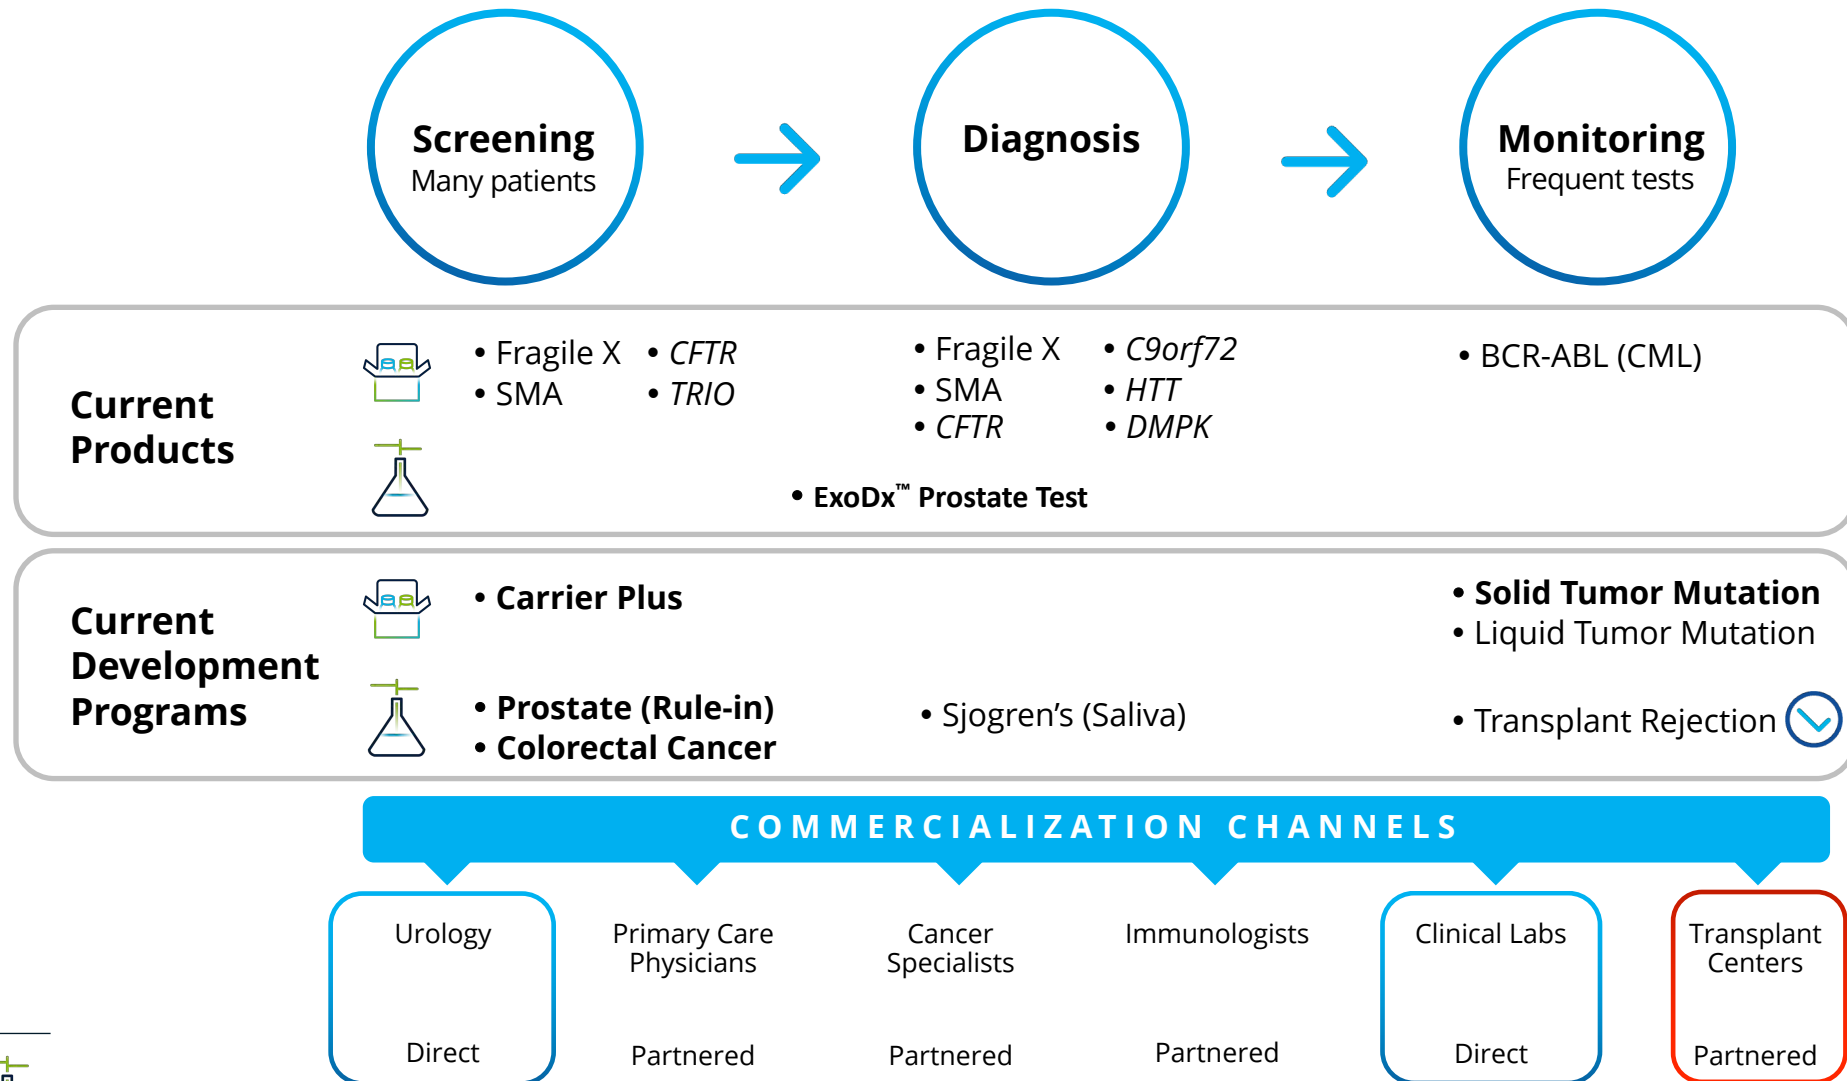 Screening
Many patients
Diagnosis
Monitoring
Frequent tests
Current
Products
• Fragile X • CFTR
• SMA • TRIO
• Fragile X • C9orf72
• SMA • HTT
• CFTR • DMPK
• BCR-ABL (CML)
• ExoDx™ Prostate Test
Current
Development
Programs
• Carrier Plus
• Prostate (Rule-in)
• Colorectal Cancer
• Sjogren’s (Saliva)
• Solid Tumor Mutation
• Liquid Tumor Mutation
• Transplant Rejection
COMMERCIALIZATION CHANNELS
Urology
Direct
Primary Care
Physicians
Partnered
Cancer
Specialists
Partnered
Immunologists
Partnered
Clinical Labs
Direct
Transplant
Centers
Partnered